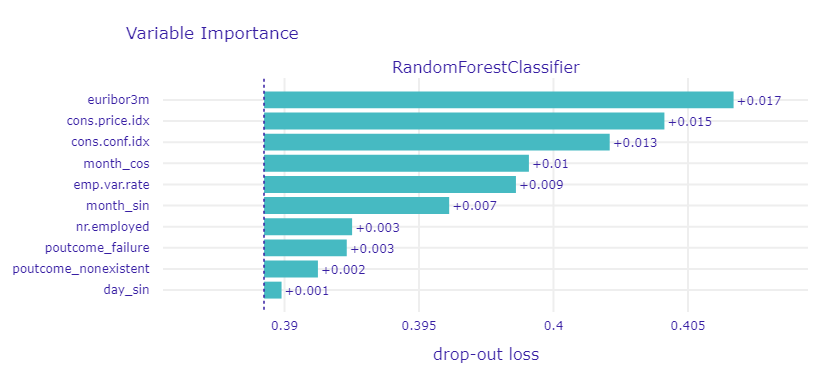 Variable Importance
RandomForestClassifier
euribor3m +0.017
cons.price.idx +0.015
cons.conf.idx +0.013
month_cos +0.01
emp.var.rate +0.009
month_sin +0.007
nr.employed +0.003
poutcome_failure +0.003
poutcome_nonexistent +0.002
day_sin +0.001
0.39 0.395 0.4 0.405
drop-out loss